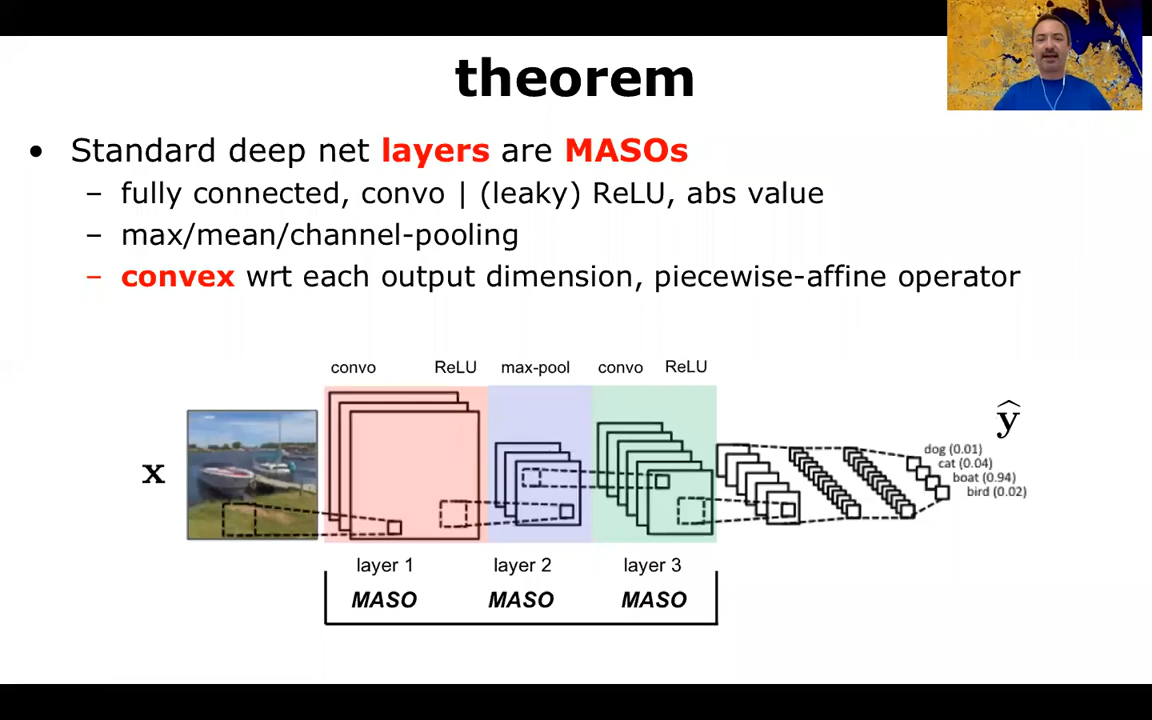 theorem
• Standard deep net layers are MASOs
– fully connected, convo | (leaky) ReLU, abs value
– max/mean/channel-pooling
– convex wrt each output dimension, piecewise-affine operator
convo ReLU max-pool convo ReLU
x
ŷ
dog (0.01)
cat (0.04)
boat (0.94)
bird (0.02)
layer 1 layer 2 layer 3
MASO MASO MASO